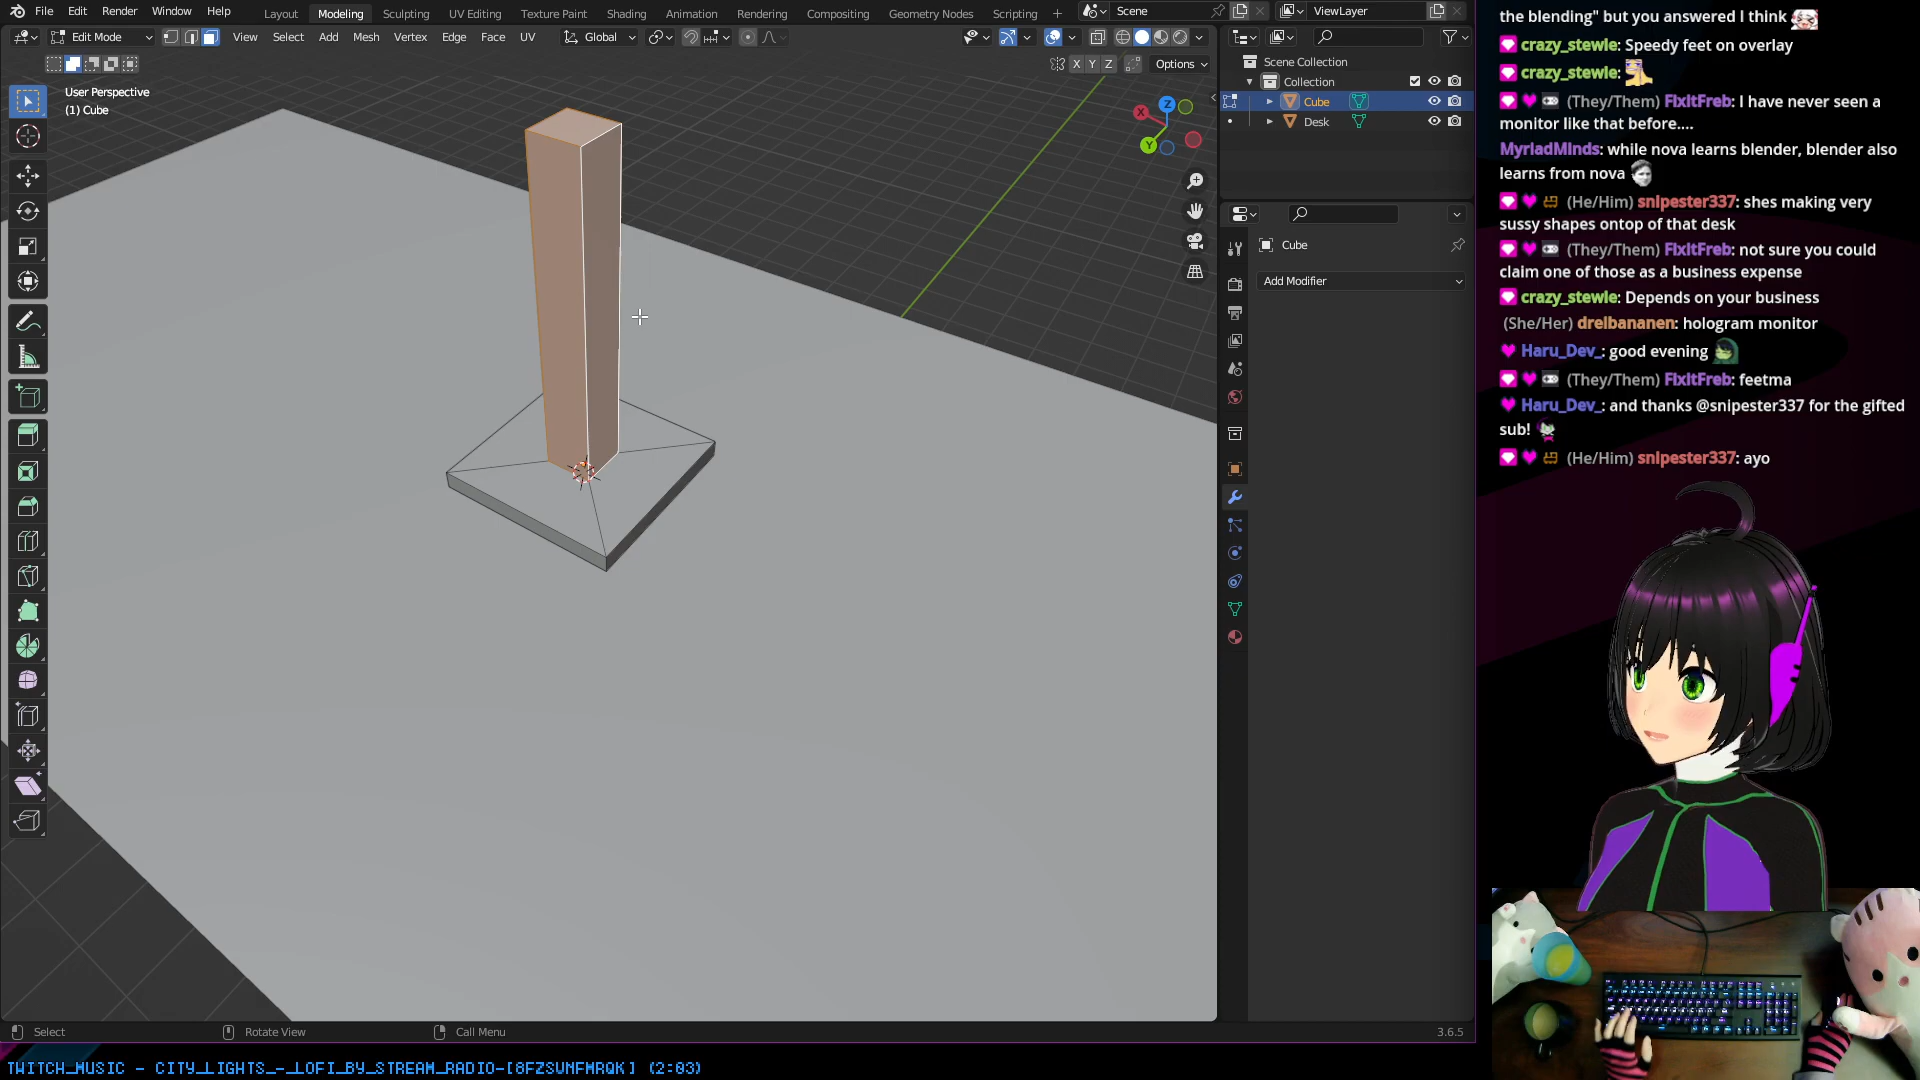 File Edit Render Window Help Layout Modeling Sculpting UV Editing Texture Paint Shading Animation Rendering Compositing Geometry Nodes Scripting + Scene ViewLayer
Edit Mode View Select Add Mesh Vertex Edge Face UV Global
X Y Z Options
User Perspective
(1) Cube
X Y Z
Scene Collection
Collection
Cube
Desk
Cube
Add Modifier
Select Rotate View Call Menu 3.6.5
the blending" but you answered I think
crazy_stewie: Speedy feet on overlay
crazy_stewie:
(They/Them) FixitFreb: I have never seen a
monitor like that before....
MyriadMinds: while nova learns blender, blender also
learns from nova
(He/Him) snipester337: shes making very
sussy shapes ontop of that desk
(They/Them) FixitFreb: not sure you could
claim one of those as a business expense
crazy_stewie: Depends on your business
(She/Her) dreibananen: hologram monitor
Haru_Dev_: good evening
(They/Them) FixitFreb: feetma
Haru_Dev_: and thanks @snipester337 for the gifted
sub!
(He/Him) snipester337: ayo
TWITCH_MUSIC - CITY_LIGHTS_-_LOFI_BY_STREAM_RADIO-[8FZSUNFMRQK] (2:03)